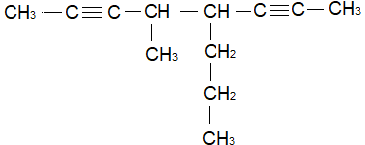 CH₃ — C ≡ C — CH — CH — C ≡ C — CH₃
CH₃ CH₂
CH₂
CH₃